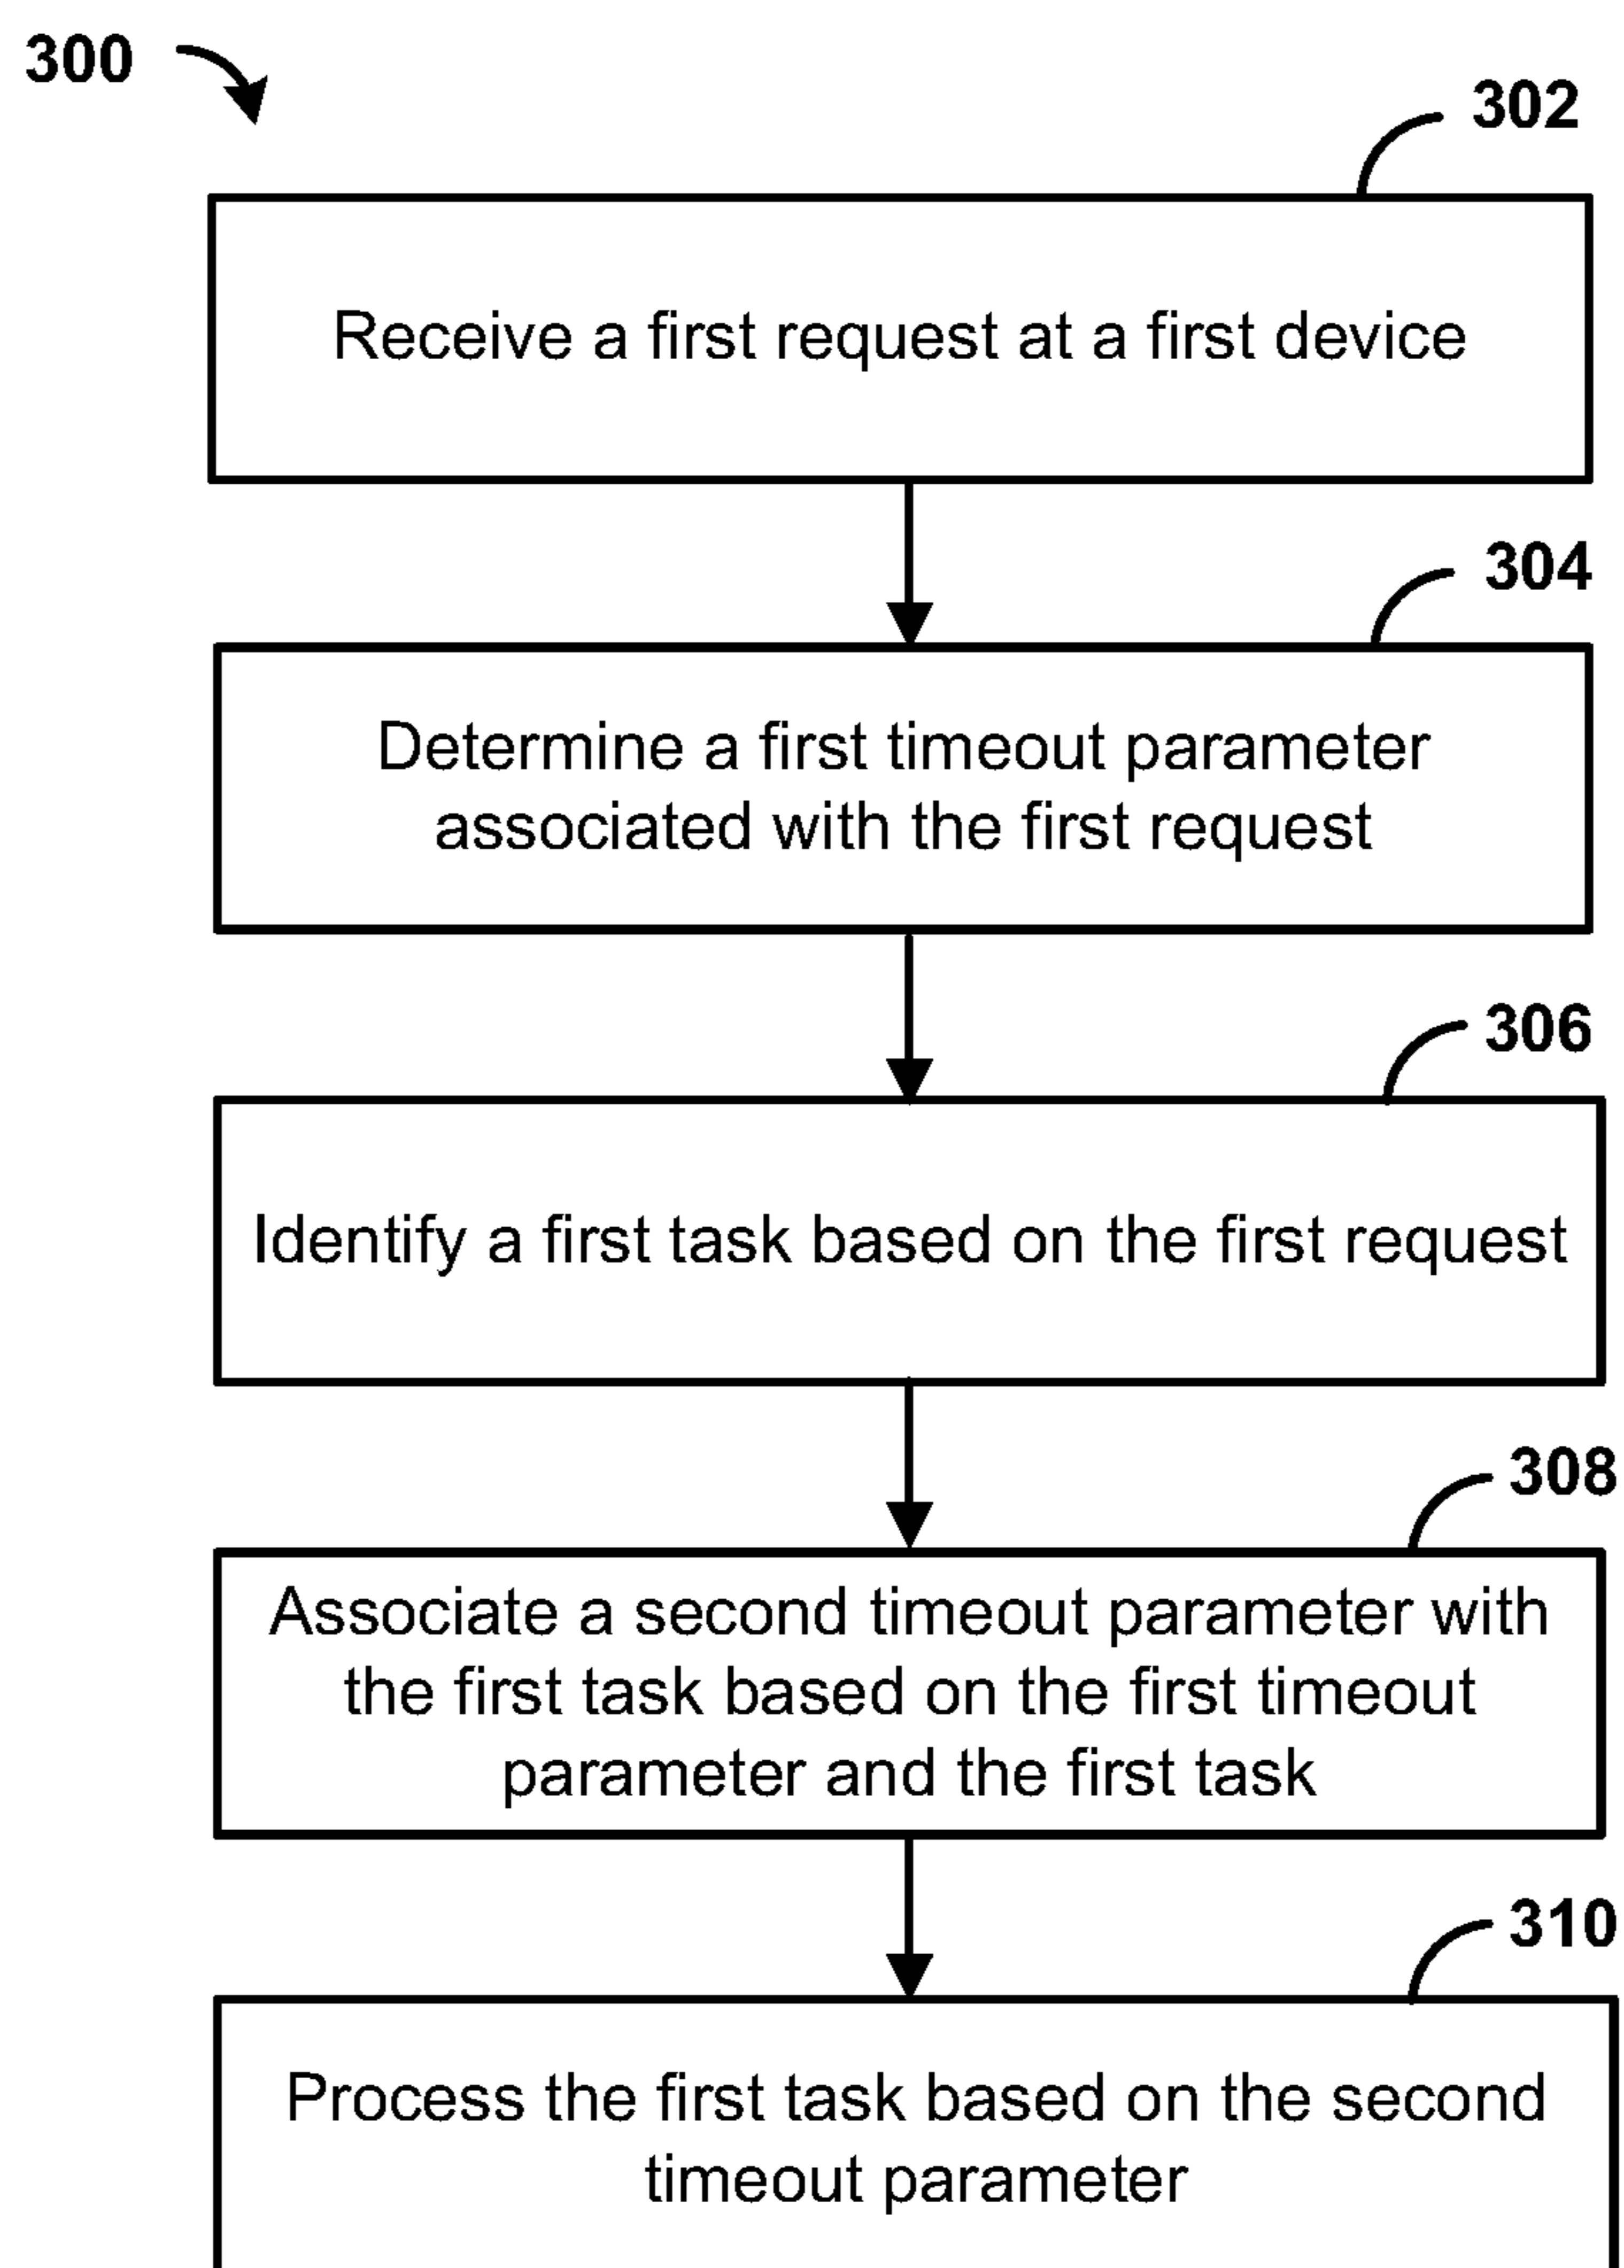 300
302
Receive a first request at a first device
304
Determine a first timeout parameter
associated with the first request
306
Identify a first task based on the first request
308
Associate a second timeout parameter with
the first task based on the first timeout
parameter and the first task
310
Process the first task based on the second
timeout parameter